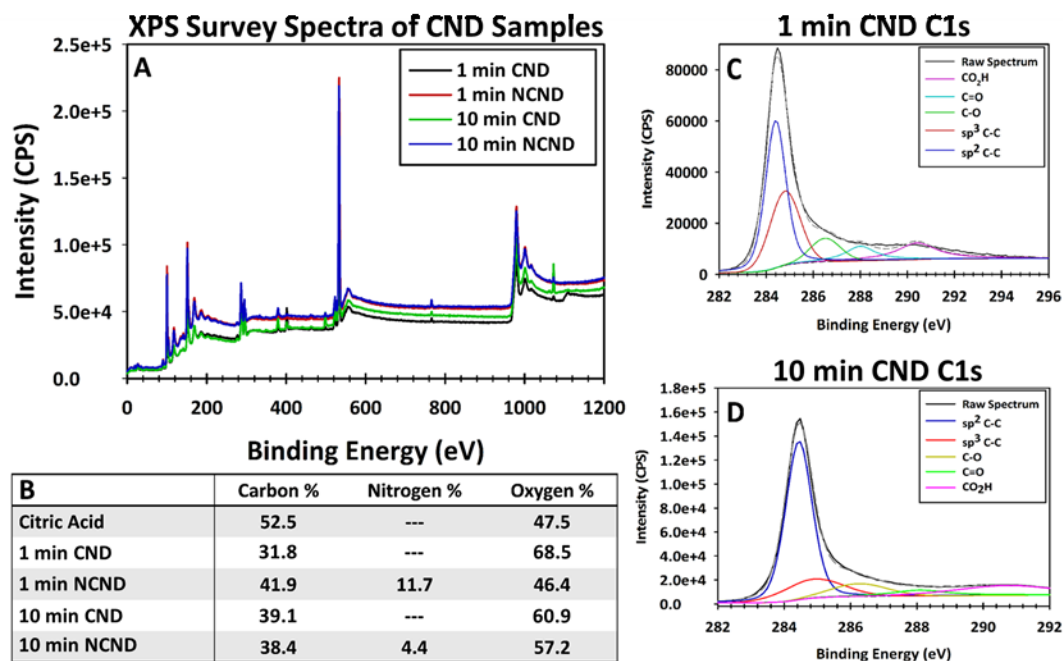 XPS Survey Spectra of CND Samples
A
2.5e+5
2.0e+5
1.5e+5
1.0e+5
5.0e+4
0.0
Intensity (CPS)
1 min CND
1 min NCND
10 min CND
10 min NCND
0 200 400 600 800 1000 1200
Binding Energy (eV)
B Carbon % Nitrogen % Oxygen %
Citric Acid 52.5 --- 47.5
1 min CND 31.8 --- 68.5
1 min NCND 41.9 11.7 46.4
10 min CND 39.1 --- 60.9
10 min NCND 38.4 4.4 57.2
1 min CND C1s
C
80000
60000
40000
20000
0
Intensity (CPS)
Raw Spectrum
CO₂H
C=O
C-O
sp³ C-C
sp² C-C
282 284 286 288 290 292 294 296
Binding Energy (eV)
10 min CND C1s
D
1.8e+5
1.6e+5
1.4e+5
1.2e+5
1.0e+5
8.0e+4
6.0e+4
4.0e+4
2.0e+4
0.0
Intensity (CPS)
Raw Spectrum
sp² C-C
sp³ C-C
C-O
C=O
CO₂H
282 284 286 288 290 292
Binding Energy (eV)